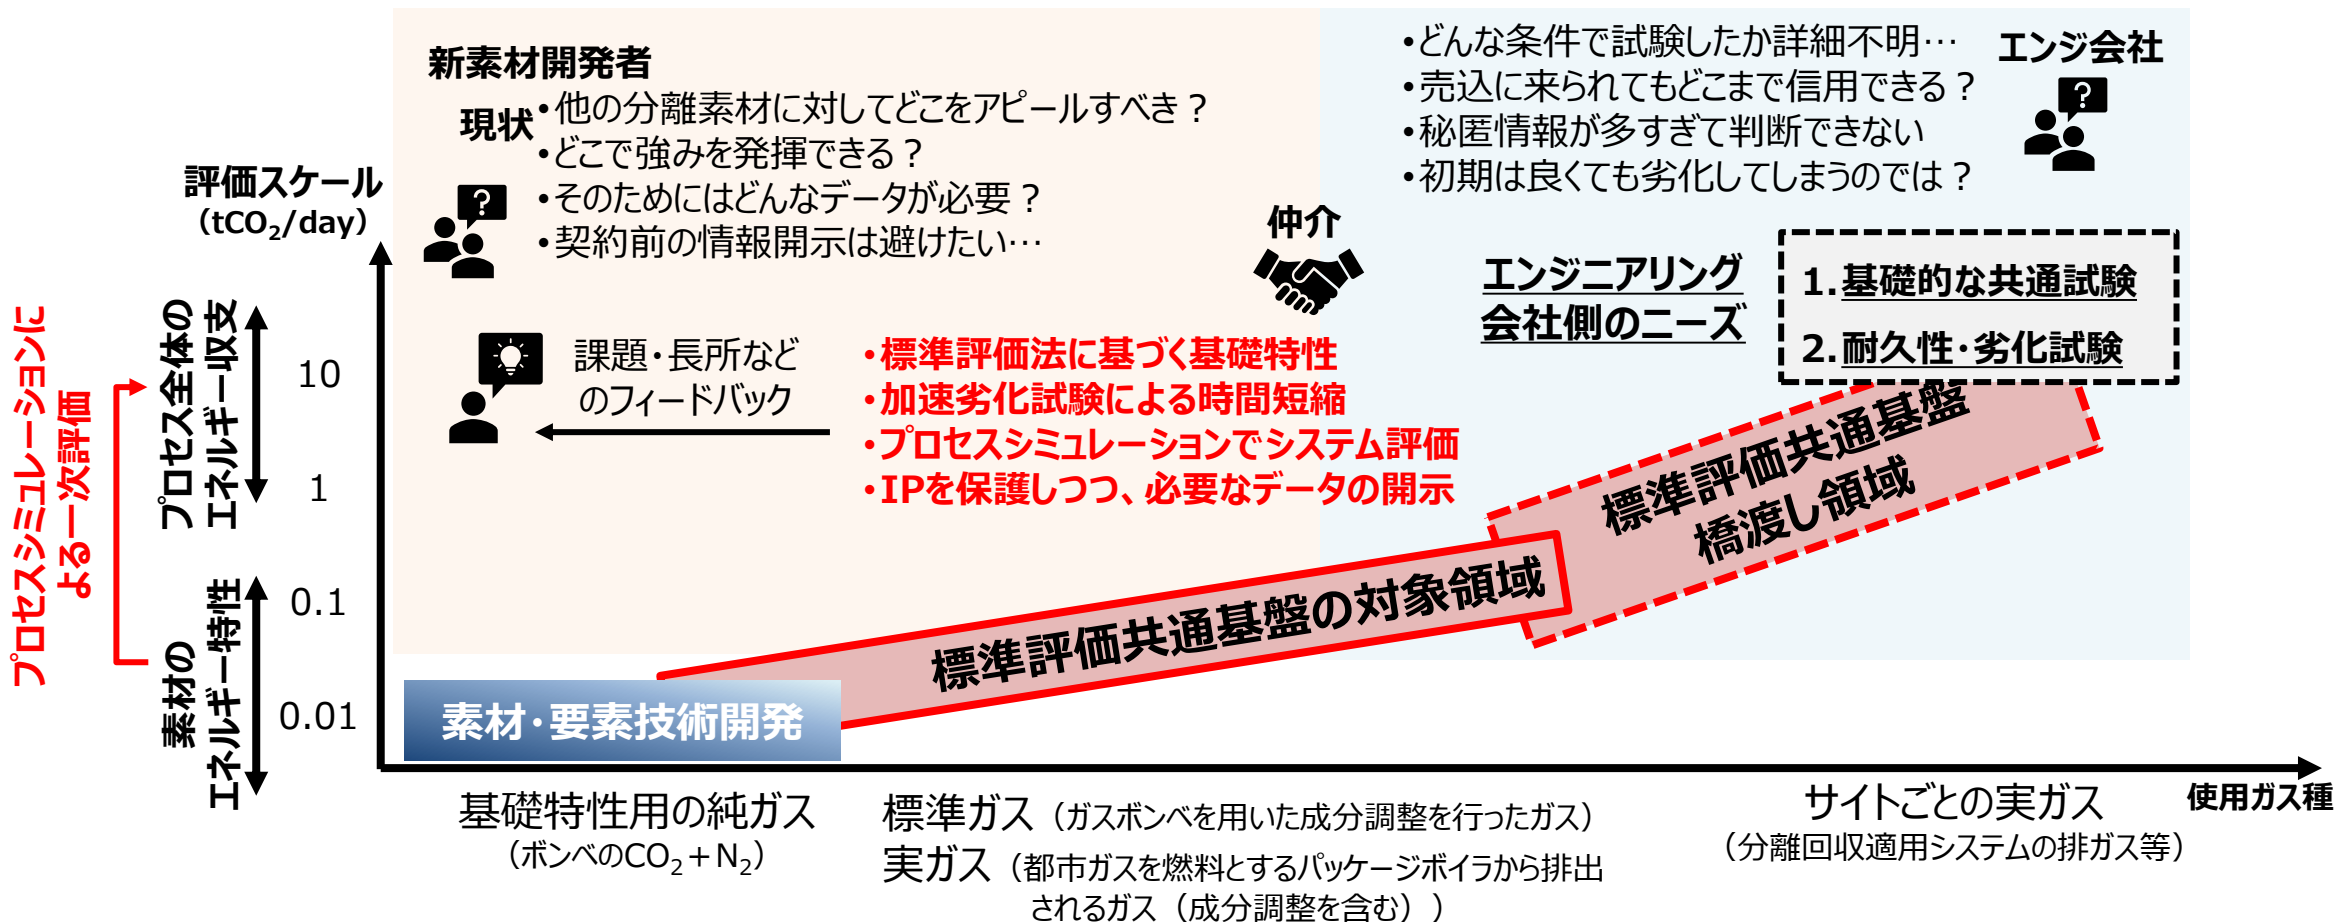 新素材開発者
現状
•他の分離素材に対してどこをアピールすべき？
•どこで強みを発揮できる？
•そのためにはどんなデータが必要？
•契約前の情報開示は避けたい…
•どんな条件で試験したか詳細不明…
•売込に来られてもどこまで信用できる？
•秘匿情報が多すぎて判断できない
•初期は良くても劣化してしまうのでは？
エンジ会社
?
?
仲介
評価スケール
（tCO₂/day）
エンジニアリング
会社側のニーズ
1.基礎的な共通試験
2.耐久性・劣化試験
課題・長所など
のフィードバック
・標準評価法に基づく基礎特性
・加速劣化試験による時間短縮
・プロセスシミュレーションでシステム評価
・IPを保護しつつ、必要なデータの開示
プロセスシミュレーションに
よる一次評価
プロセス全体の
エネルギー収支
素材の
エネルギー特性
10
1
0.1
0.01
標準評価共通基盤
橋渡し領域
標準評価共通基盤の対象領域
素材・要素技術開発
基礎特性用の純ガス
（ボンベのCO₂＋N₂）
標準ガス（ガスボンベを用いた成分調整を行ったガス）
実ガス（都市ガスを燃料とするパッケージボイラから排出
されるガス（成分調整を含む））
サイトごとの実ガス
（分離回収適用システムの排ガス等）
使用ガス種